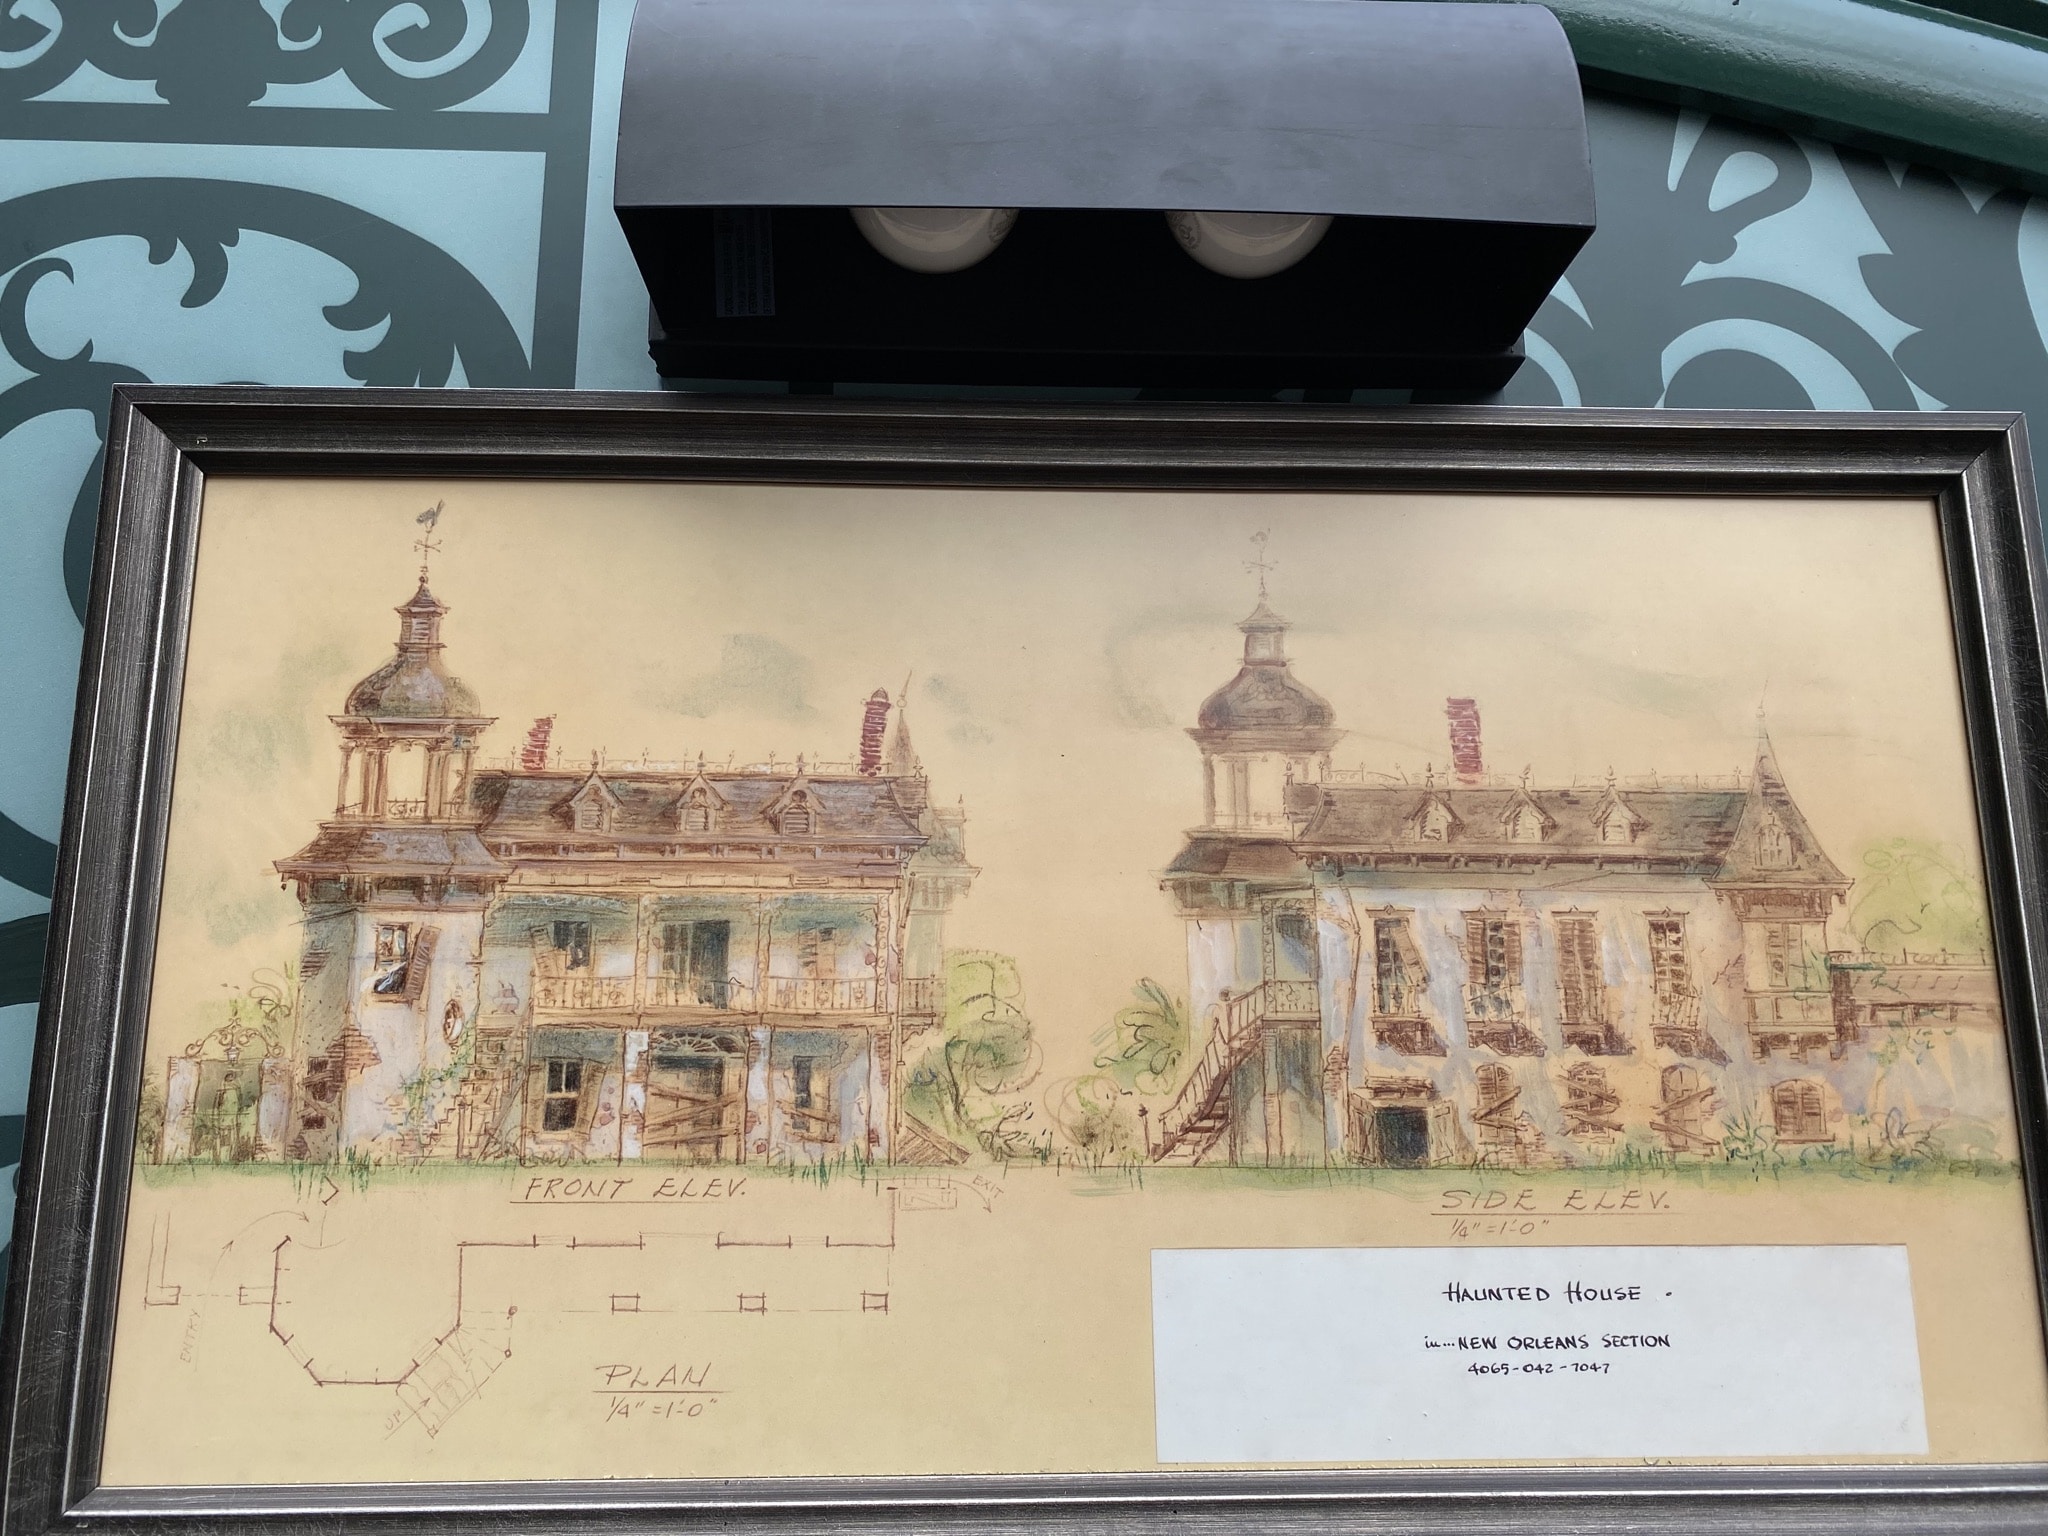 FRONT ELEV.
EXIT
SIDE ELEV.
1/4" = 1'-0"
ENTRY
UP
PLAN
1/4" = 1'-0"
HAUNTED HOUSE .
in...NEW ORLEANS SECTION
4065-042-7047